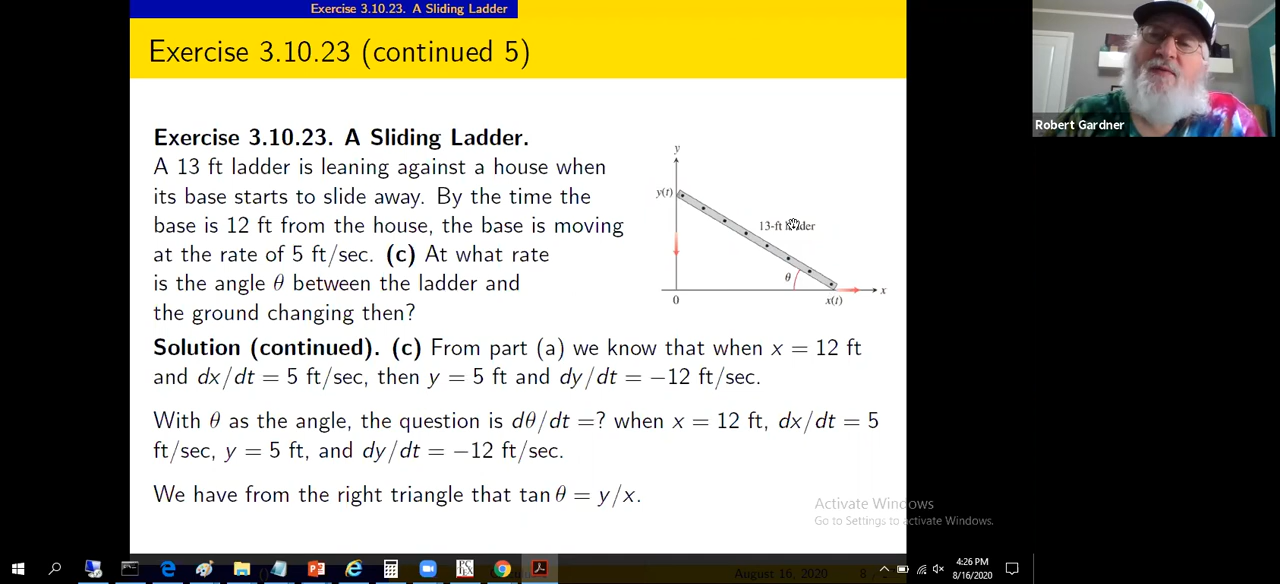 Exercise 3.10.23. A Sliding Ladder
Exercise 3.10.23 (continued 5)
Exercise 3.10.23. A Sliding Ladder.
A 13 ft ladder is leaning against a house when
its base starts to slide away. By the time the
base is 12 ft from the house, the base is moving
at the rate of 5 ft/sec. (c) At what rate
is the angle θ between the ladder and
the ground changing then?
y
y(t)
13-ft ladder
θ
x
0
x(t)
Solution (continued). (c) From part (a) we know that when x = 12 ft
and dx/dt = 5 ft/sec, then y = 5 ft and dy/dt = −12 ft/sec.
With θ as the angle, the question is dθ/dt =? when x = 12 ft, dx/dt = 5
ft/sec, y = 5 ft, and dy/dt = −12 ft/sec.
We have from the right triangle that tan θ = y/x.
Robert Gardner
Activate Windows
Go to Settings to activate Windows.
August 16, 2020
4:26 PM
8/16/2020